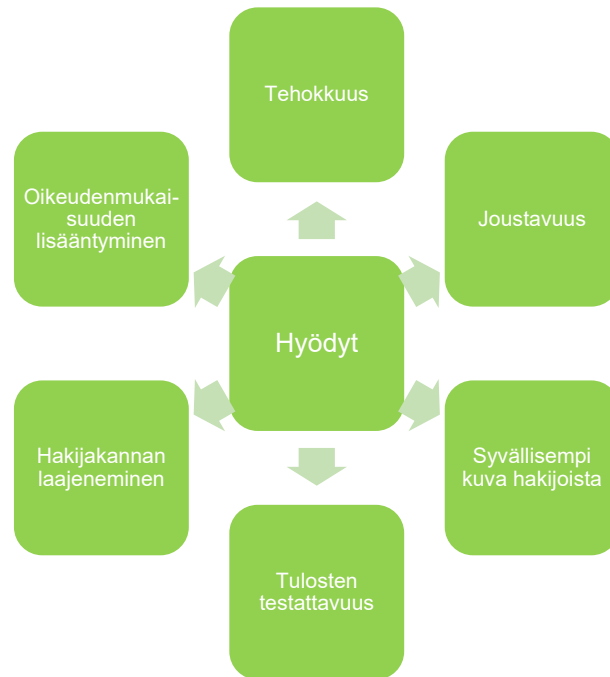 Tehokkuus
Oikeudenmukai-
suuden
lisääntyminen
Joustavuus
Hyödyt
Hakijakannan
laajeneminen
Syvällisempi
kuva hakijoista
Tulosten
testattavuus